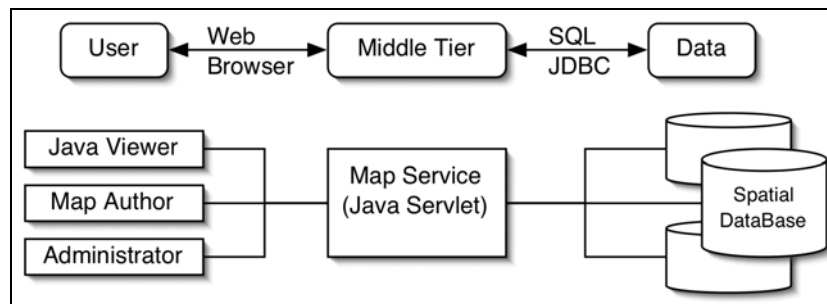 User
Web
Browser
Middle Tier
SQL
JDBC
Data
Java Viewer
Map Author
Administrator
Map Service
(Java Servlet)
Spatial
DataBase